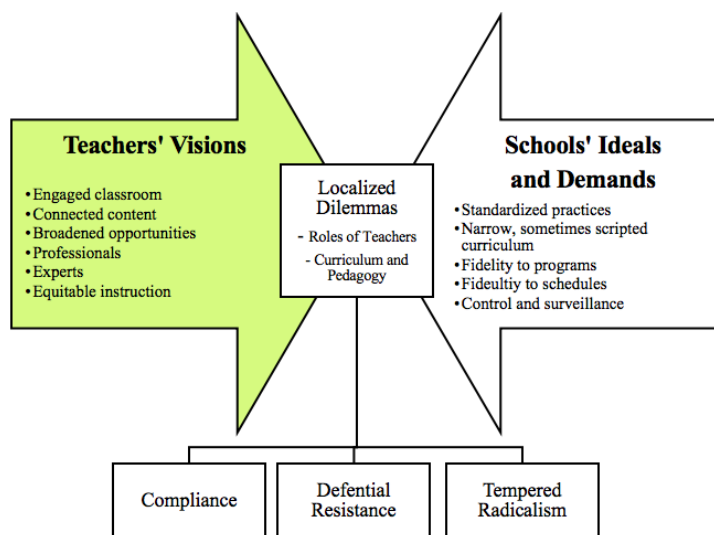 Teachers' Visions
•Engaged classroom
•Connected content
•Broadened opportunities
•Professionals
•Experts
•Equitable instruction
Localized
Dilemmas
- Roles of Teachers
- Curriculum and
Pedagogy
Schools' Ideals
and Demands
•Standardized practices
•Narrow, sometimes scripted
curriculum
•Fidelity to programs
•Fideultiy to schedules
•Control and surveillance
Compliance
Defential
Resistance
Tempered
Radicalism